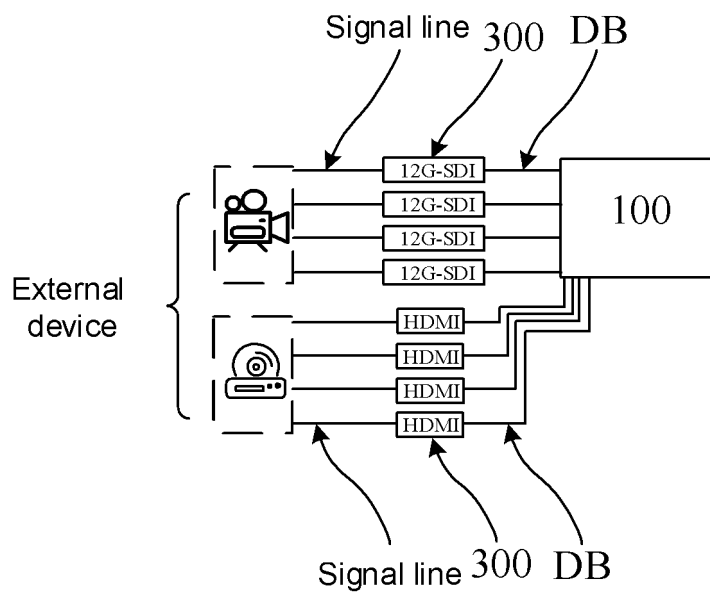 Signal line 300 DB
12G-SDI
12G-SDI
12G-SDI
12G-SDI
100
External
device
HDMI
HDMI
HDMI
HDMI
Signal line 300 DB